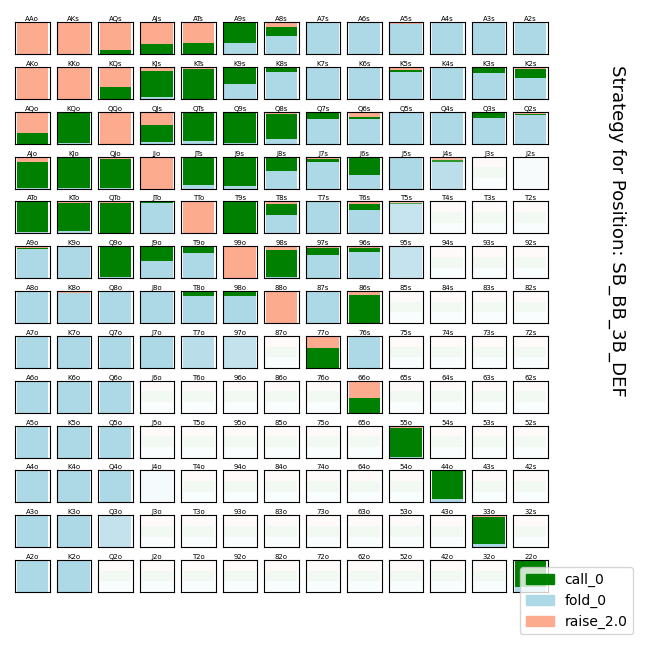 AAo AKs AQs AJs ATs A9s A8s A7s A6s A5s A4s A3s A2s
AKo KKo KQs KJs KTs K9s K8s K7s K6s K5s K4s K3s K2s
AQo KQo QQo QJs QTs Q9s Q8s Q7s Q6s Q5s Q4s Q3s Q2s
AJo KJo QJo JJo JTs J9s J8s J7s J6s J5s J4s J3s J2s
ATo KTo QTo JTo TTo T9s T8s T7s T6s T5s T4s T3s T2s
A9o K9o Q9o J9o T9o 99o 98s 97s 96s 95s 94s 93s 92s
A8o K8o Q8o J8o T8o 98o 88o 87s 86s 85s 84s 83s 82s
A7o K7o Q7o J7o T7o 97o 87o 77o 76s 75s 74s 73s 72s
A6o K6o Q6o J6o T6o 96o 86o 76o 66o 65s 64s 63s 62s
A5o K5o Q5o J5o T5o 95o 85o 75o 65o 55o 54s 53s 52s
A4o K4o Q4o J4o T4o 94o 84o 74o 64o 54o 44o 43s 42s
A3o K3o Q3o J3o T3o 93o 83o 73o 63o 53o 43o 33o 32s
A2o K2o Q2o J2o T2o 92o 82o 72o 62o 52o 42o 32o 22o
Strategy for Position: SB_BB_3B_DEF
call_0
fold_0
raise_2.0